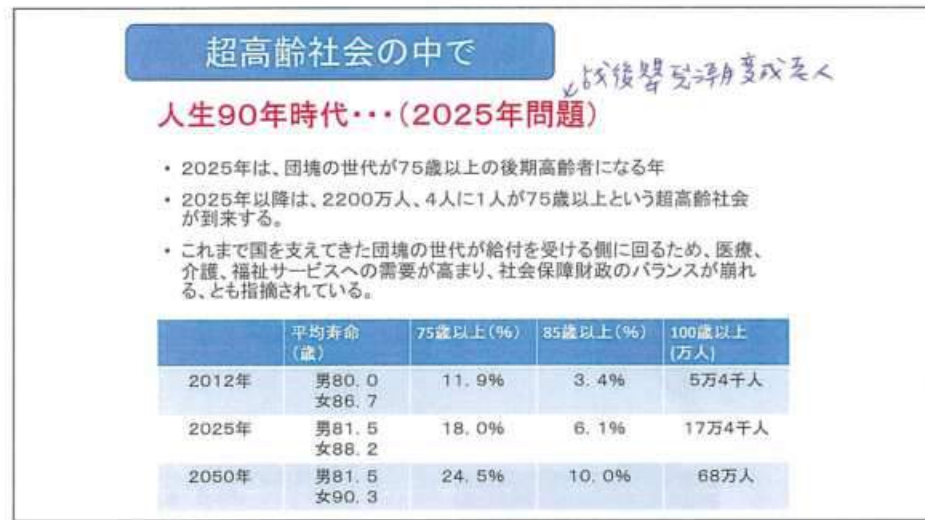 超高齢社会の中で
戦後嬰兒潮變成老人
人生90年時代・・・(2025年問題)
・ 2025年は、団塊の世代が75歳以上の後期高齢者になる年
・ 2025年以降は、2200万人、4人に1人が75歳以上という超高齢社会
が到来する。
・ これまで国を支えてきた団塊の世代が給付を受ける側に回るため、医療、
介護、福祉サービスへの需要が高まり、社会保障財政のバランスが崩れ
る、とも指摘されている。
平均寿命 75歳以上(%) 85歳以上(%) 100歳以上
(歳) (万人)
2012年 男80.0 11.9% 3.4% 5万4千人
女86.7
2025年 男81.5 18.0% 6.1% 17万4千人
女88.2
2050年 男81.5 24.5% 10.0% 68万人
女90.3